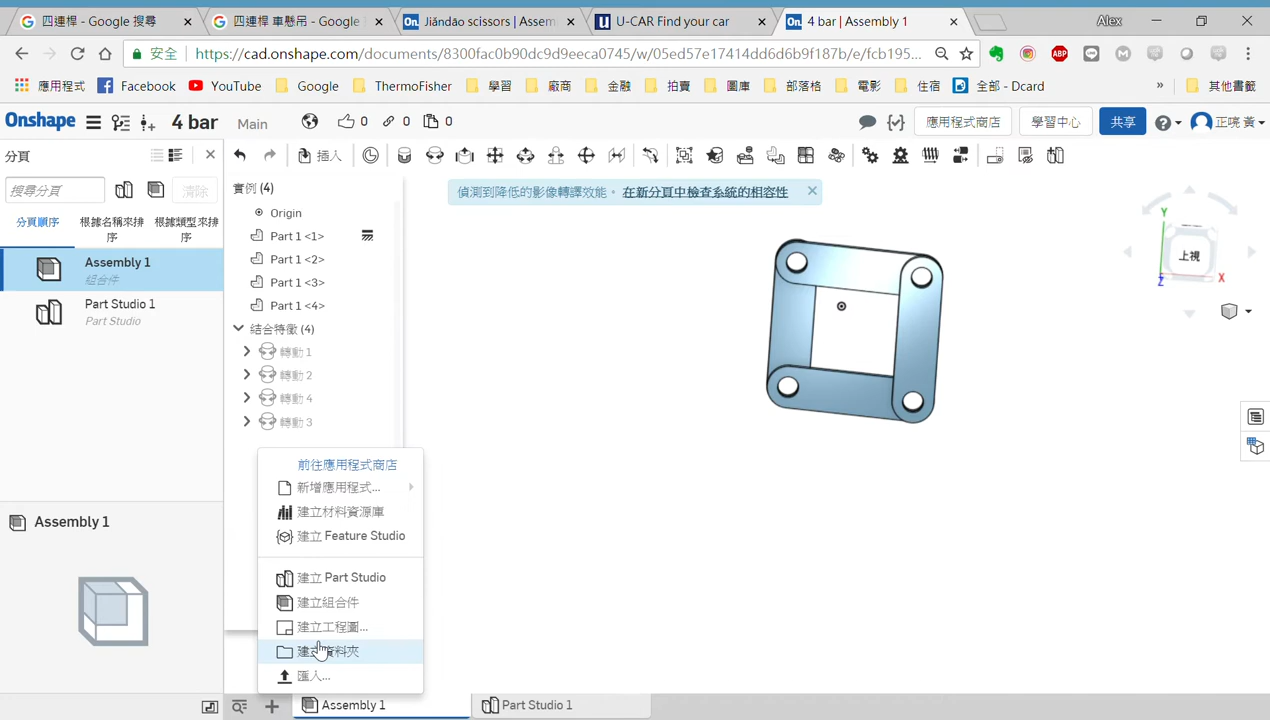 四連桿 - Google 搜尋
四連桿 車懸吊 - Google
On. Jiǎndāo scissors | Assem
U U-CAR Find your car
On. 4 bar | Assembly 1
Alex
安全
https://cad.onshape.com/documents/8300fac0b90dc9d9eeca0745/w/05ed57e17414dd6d6b9f187b/e/fcb195...
ABP
應用程式
Facebook
YouTube
Google
ThermoFisher
學習
廠商
金融
拍賣
圖庫
部落格
電影
住宿
全部 - Dcard
»
其他書籤
Onshape
4 bar
Main
0
0
0
應用程式商店
學習中心
共享
分頁
插入
搜尋分頁
清除
分頁順序
根據名稱來排序
根據類型來排序
Assembly 1
組合件
Part Studio 1
Part Studio
實例 (4)
Origin
Part 1 <1>
Part 1 <2>
Part 1 <3>
Part 1 <4>
結合特徵 (4)
轉動 1
轉動 2
轉動 4
轉動 3
偵測到降低的影像轉譯效能。 在新分頁中檢查系統的相容性
Y
上視
X
Z
前往應用程式商店
新增應用程式...
建立材料資源庫
建立 Feature Studio
建立 Part Studio
建立組合件
建立工程圖...
建立資料夾
匯入...
Assembly 1
Assembly 1
Part Studio 1